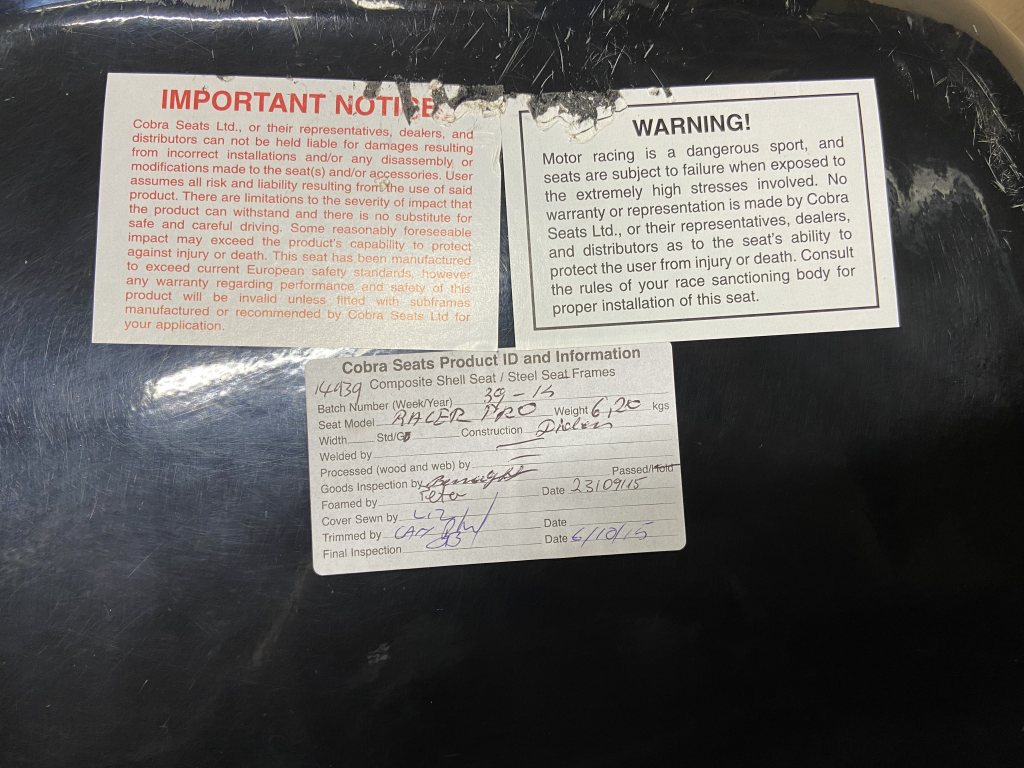 IMPORTANT NOTICE
Cobra Seats Ltd., or their representatives, dealers, and
distributors can not be held liable for damages resulting
from incorrect installations and/or any disassembly or
modifications made to the seat(s) and/or accessories. User
assumes all risk and liability resulting from the use of said
product. There are limitations to the severity of impact that
the product can withstand and there is no substitute for
safe and careful driving. Some reasonably foreseeable
impact may exceed the product's capability to protect
against injury or death. This seat has been manufactured
to exceed current European safety standards, however
any warranty regarding performance and safety of this
product will be invalid unless fitted with subframes
manufactured or recommended by Cobra Seats Ltd for
your application.
WARNING!
Motor racing is a dangerous sport, and
seats are subject to failure when exposed to
the extremely high stresses involved. No
warranty or representation is made by Cobra
Seats Ltd., or their representatives, dealers,
and distributors as to the seat's ability to
protect the user from injury or death. Consult
the rules of your race sanctioning body for
proper installation of this seat.
Cobra Seats Product ID and Information
14939 Composite Shell Seat / Steel Seat Frames
Batch Number (Week/Year) 39-15
Seat Model RACER PRO Weight 6,20 kgs
Width Std/ Construction
Welded by
Processed (wood and web) by
Goods Inspection by Passed/
Foamed by Peter Date 23/09/15
Cover Sewn by LIZ
Trimmed by Date
Final Inspection Date 6/10/15